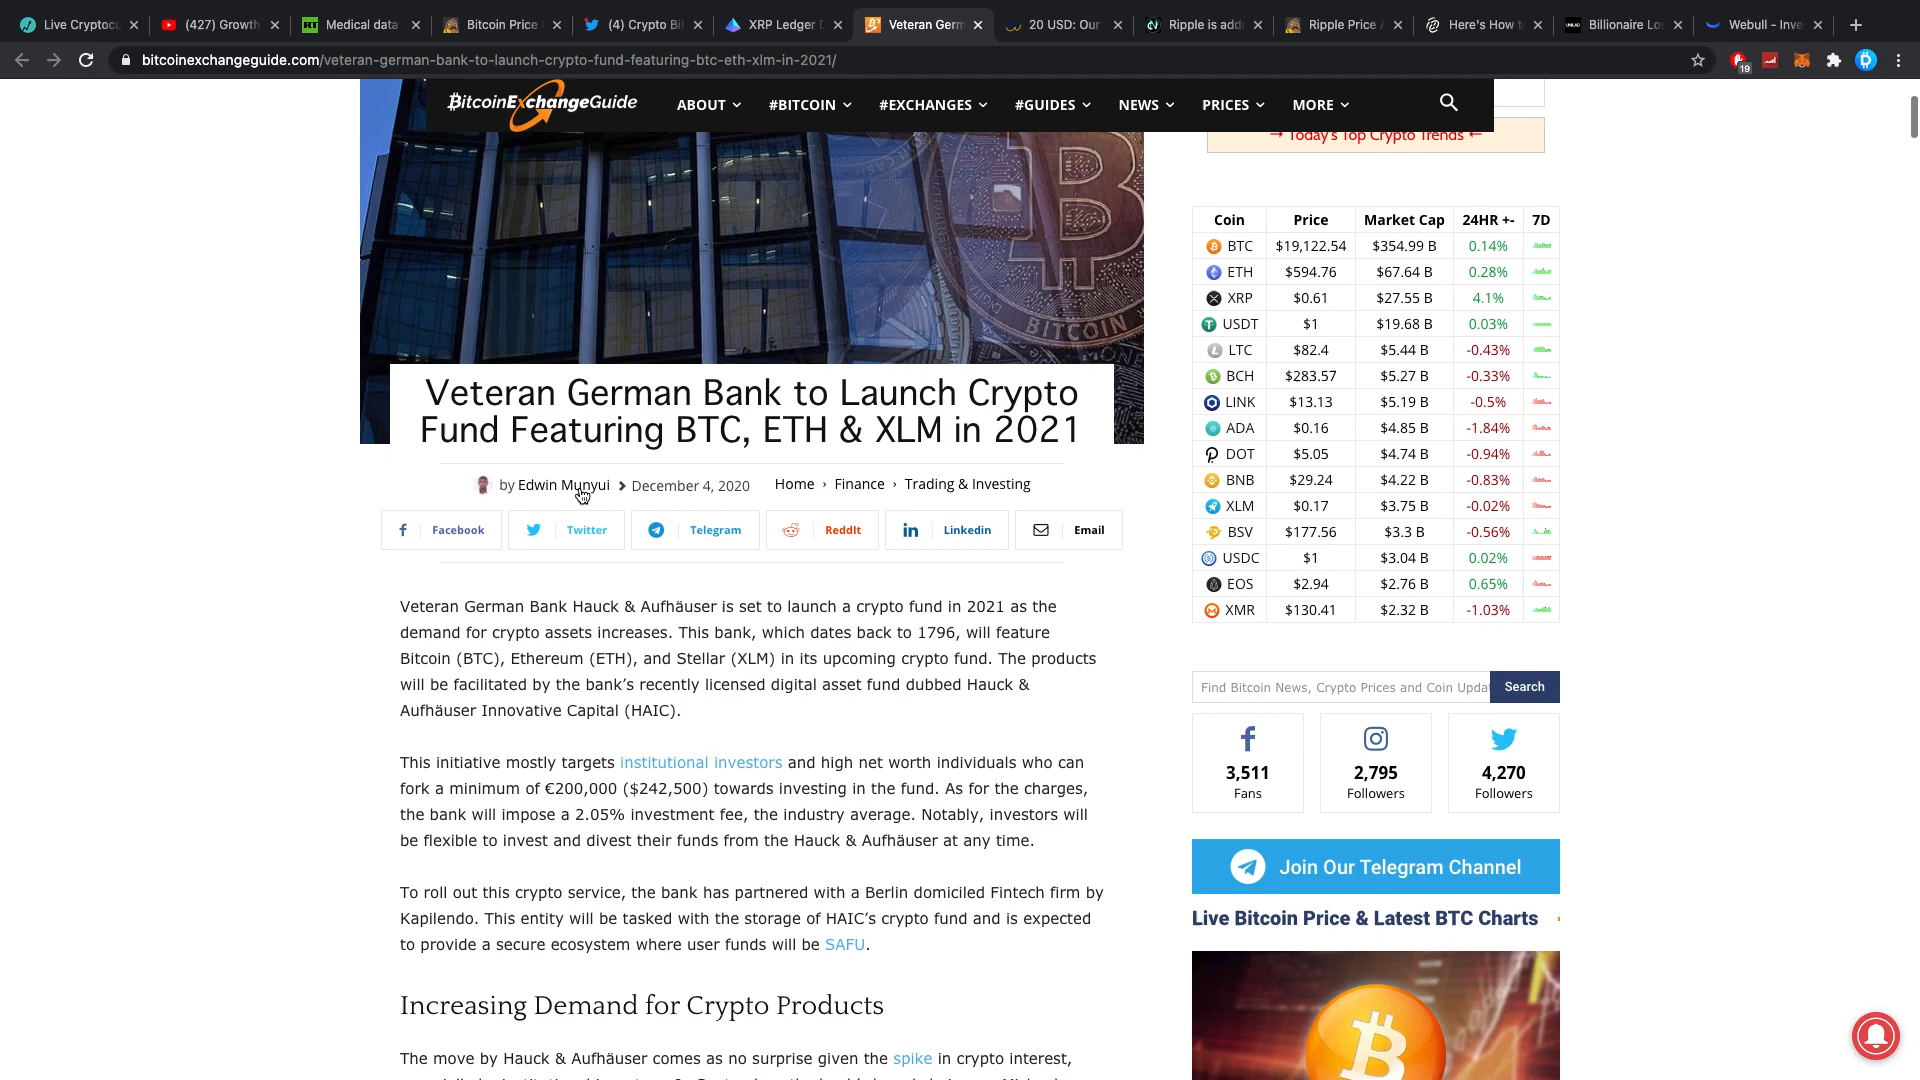 Live Cryptocu
(427) Growth
Medical data
Bitcoin Price
(4) Crypto Bi
XRP Ledger D
Veteran Germ
20 USD: Our
Ripple is add
Ripple Price A
Here's How t
Billionaire Lo
Webull - Inve
bitcoinexchangeguide.com/veteran-german-bank-to-launch-crypto-fund-featuring-btc-eth-xlm-in-2021/
19
BitcoinExchangeGuide
ABOUT #BITCOIN #EXCHANGES #GUIDES NEWS PRICES MORE
→ Today's Top Crypto Trends ←
BITCOIN
Veteran German Bank to Launch Crypto
Fund Featuring BTC, ETH & XLM in 2021
by Edwin Munyui > December 4, 2020 Home › Finance › Trading & Investing
Facebook Twitter Telegram ReddIt Linkedin Email
Veteran German Bank Hauck & Aufhäuser is set to launch a crypto fund in 2021 as the
demand for crypto assets increases. This bank, which dates back to 1796, will feature
Bitcoin (BTC), Ethereum (ETH), and Stellar (XLM) in its upcoming crypto fund. The products
will be facilitated by the bank’s recently licensed digital asset fund dubbed Hauck &
Aufhäuser Innovative Capital (HAIC).
This initiative mostly targets institutional investors and high net worth individuals who can
fork a minimum of €200,000 ($242,500) towards investing in the fund. As for the charges,
the bank will impose a 2.05% investment fee, the industry average. Notably, investors will
be flexible to invest and divest their funds from the Hauck & Aufhäuser at any time.
To roll out this crypto service, the bank has partnered with a Berlin domiciled Fintech firm by
Kapilendo. This entity will be tasked with the storage of HAIC’s crypto fund and is expected
to provide a secure ecosystem where user funds will be SAFU.
Increasing Demand for Crypto Products
The move by Hauck & Aufhäuser comes as no surprise given the spike in crypto interest,
Coin Price Market Cap 24HR +- 7D
BTC $19,122.54 $354.99 B 0.14%
ETH $594.76 $67.64 B 0.28%
XRP $0.61 $27.55 B 4.1%
USDT $1 $19.68 B 0.03%
LTC $82.4 $5.44 B -0.43%
BCH $283.57 $5.27 B -0.33%
LINK $13.13 $5.19 B -0.5%
ADA $0.16 $4.85 B -1.84%
DOT $5.05 $4.74 B -0.94%
BNB $29.24 $4.22 B -0.83%
XLM $0.17 $3.75 B -0.02%
BSV $177.56 $3.3 B -0.56%
USDC $1 $3.04 B 0.02%
EOS $2.94 $2.76 B 0.65%
XMR $130.41 $2.32 B -1.03%
Find Bitcoin News, Crypto Prices and Coin Upda Search
3,511 2,795 4,270
Fans Followers Followers
Join Our Telegram Channel
Live Bitcoin Price & Latest BTC Charts